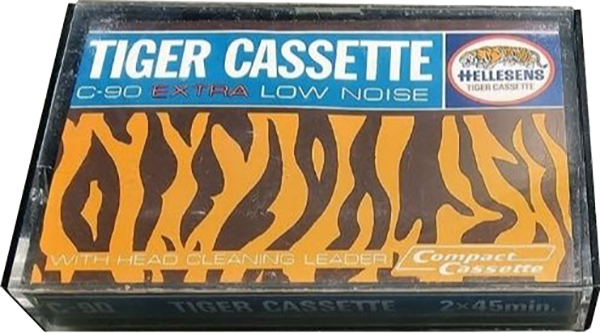 TIGER CASSETTE
C-90 EXTRA LOW NOISE
HELLESENS
TIGER CASSETTE
WITH HEAD CLEANING LEADER
Compact
Cassette
C-90 TIGER CASSETTE 2×45min.